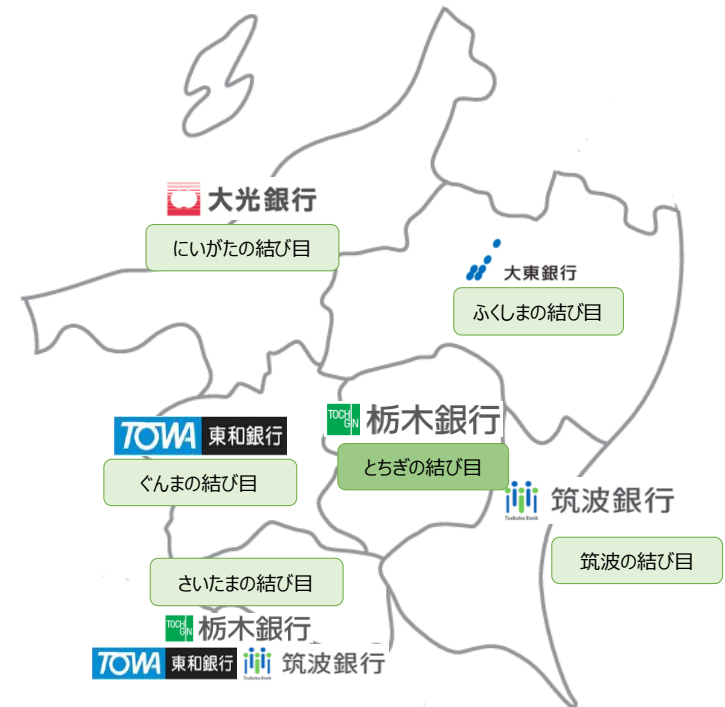 大光銀行
にいがたの結び目
大東銀行
ふくしまの結び目
TOCHIGIN 栃木銀行
とちぎの結び目
TOWA 東和銀行
ぐんまの結び目
筑波銀行
Tsukuba Bank
筑波の結び目
さいたまの結び目
TOCHIGIN 栃木銀行
TOWA 東和銀行 筑波銀行
Tsukuba Bank